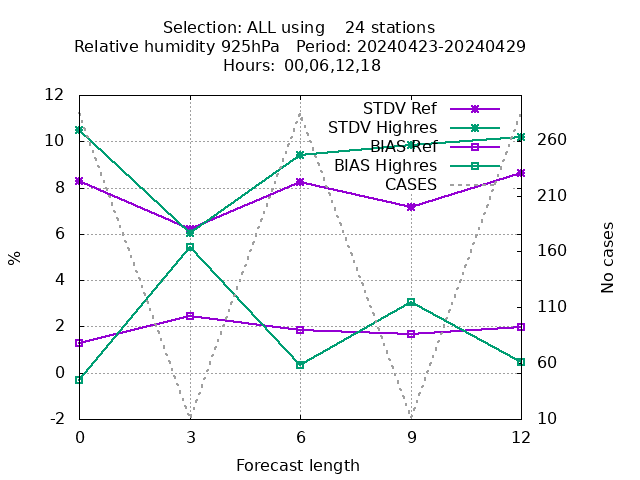 Selection: ALL using    24 stations
Relative humidity 925hPa   Period: 20240423-20240429
Hours: 00,06,12,18
STDV Ref
STDV Highres
BIAS Ref
BIAS Highres
CASES
12
10
8
6
4
2
0
-2
%
260
210
160
110
60
10
No cases
0 3 6 9 12
Forecast length